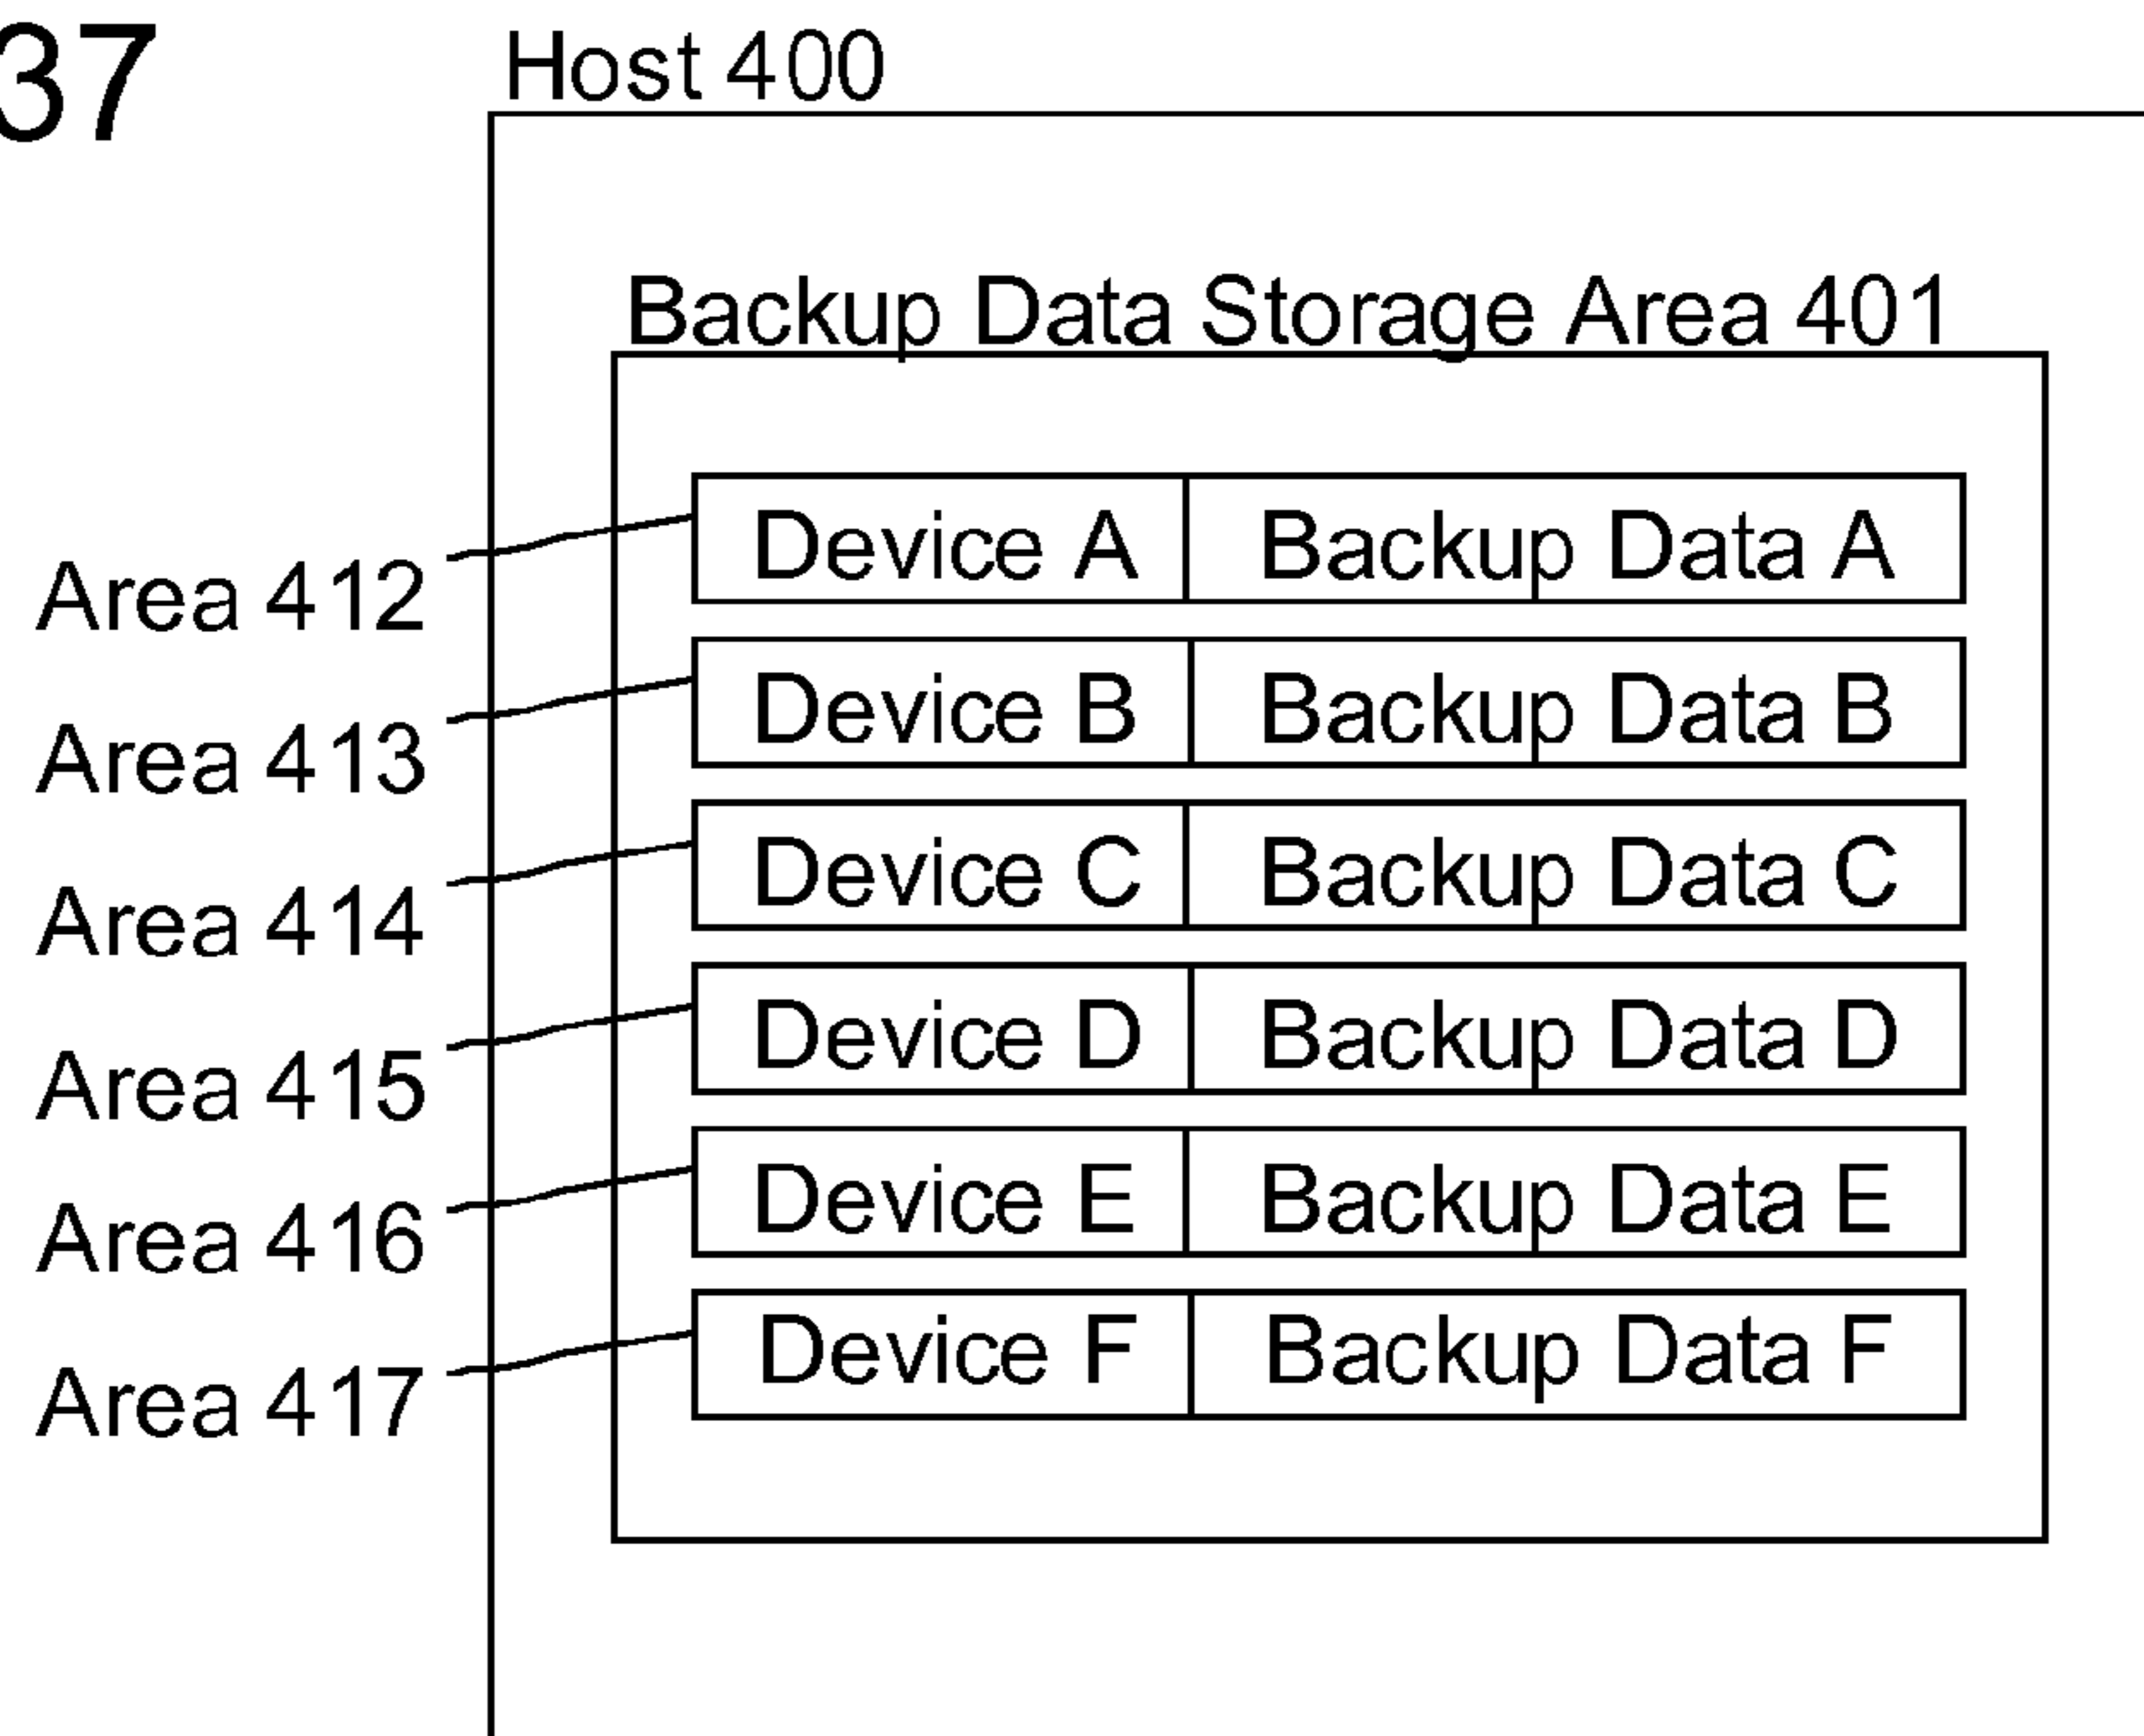 37
Host 400
Backup Data Storage Area 401
Area 412
Device A
Backup Data A
Area 413
Device B
Backup Data B
Area 414
Device C
Backup Data C
Area 415
Device D
Backup Data D
Area 416
Device E
Backup Data E
Area 417
Device F
Backup Data F